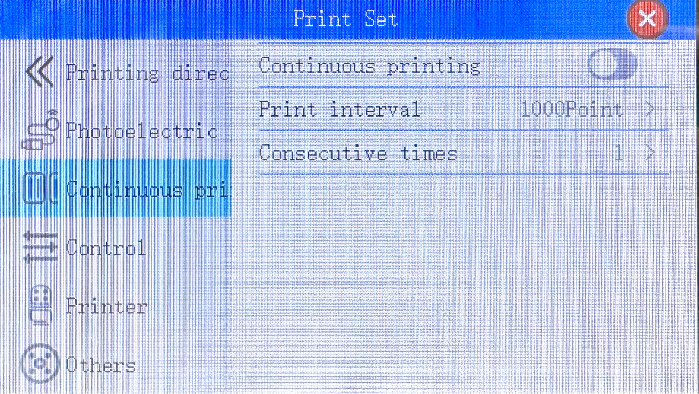 Print Set
Printing direc
Photoelectric
Continuous pri
Control
Printer
Others
Continuous printing
Print interval 1000Point
Consecutive times 1